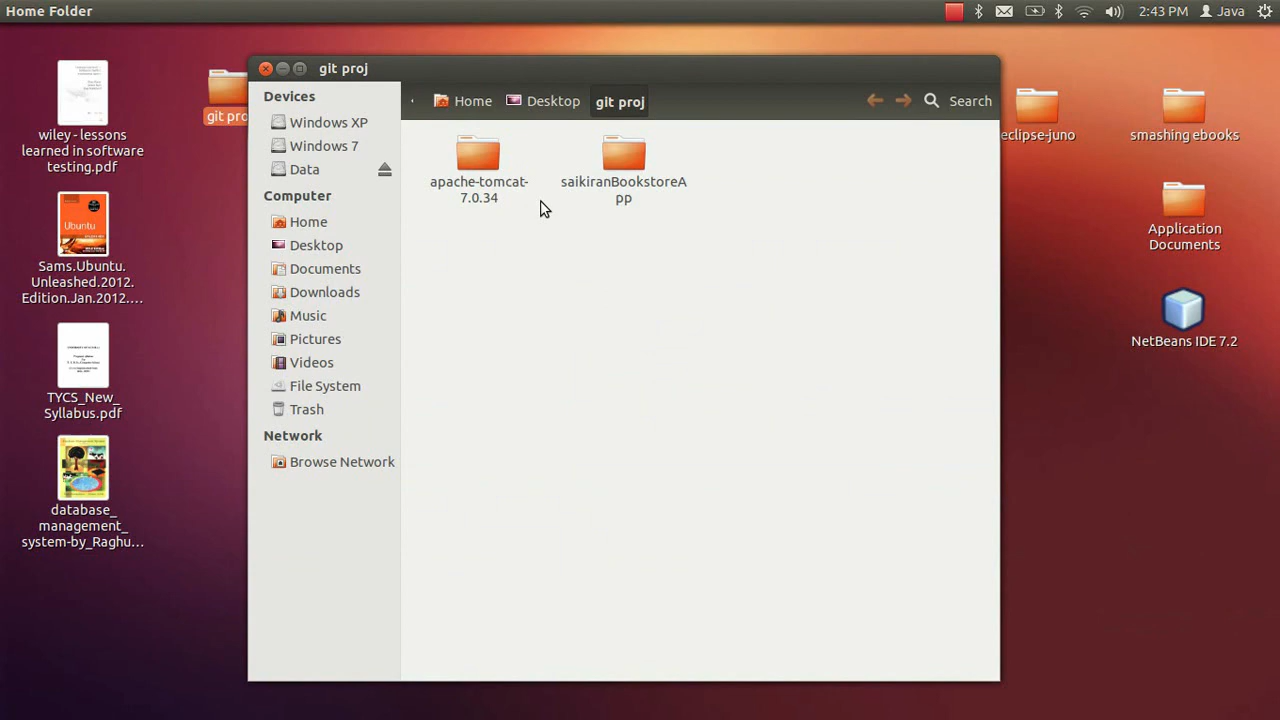 Home Folder
2:43 PM
Java
git proj
Devices
Windows XP
Windows 7
Data
Computer
Home
Desktop
Documents
Downloads
Music
Pictures
Videos
File System
Trash
Network
Browse Network
Home
Desktop
git proj
Search
apache-tomcat-
7.0.34
saikiranBookstoreA
pp
wiley - lessons
learned in software
testing.pdf
Ubuntu
Sams.Ubuntu.
Unleashed.2012.
Edition.Jan.2012.…
TYCS_New_
Syllabus.pdf
database_
management_
system-by_Raghu…
git pro
eclipse-juno
smashing ebooks
Application
Documents
NetBeans IDE 7.2